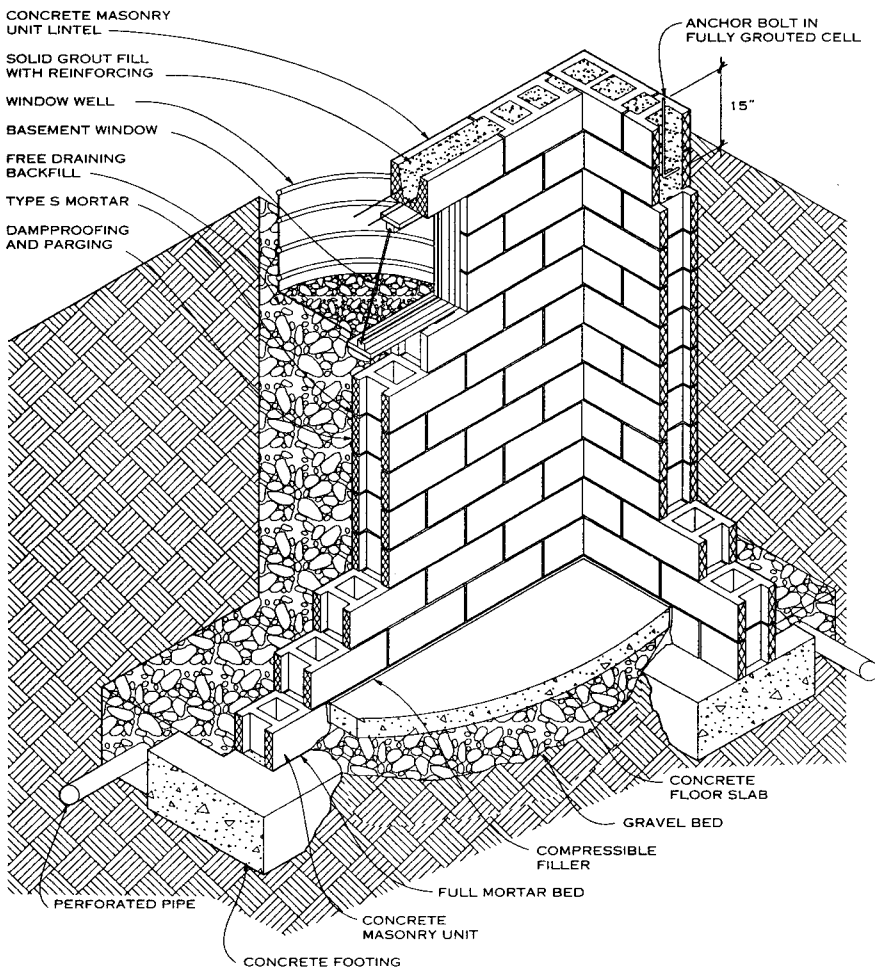 CONCRETE MASONRY
UNIT LINTEL
SOLID GROUT FILL
WITH REINFORCING
WINDOW WELL
BASEMENT WINDOW
FREE DRAINING
BACKFILL
TYPE S MORTAR
DAMPPROOFING
AND PARGING
ANCHOR BOLT IN
FULLY GROUTED CELL
15"
CONCRETE
FLOOR SLAB
GRAVEL BED
COMPRESSIBLE
FILLER
FULL MORTAR BED
PERFORATED PIPE
CONCRETE
MASONRY UNIT
CONCRETE FOOTING